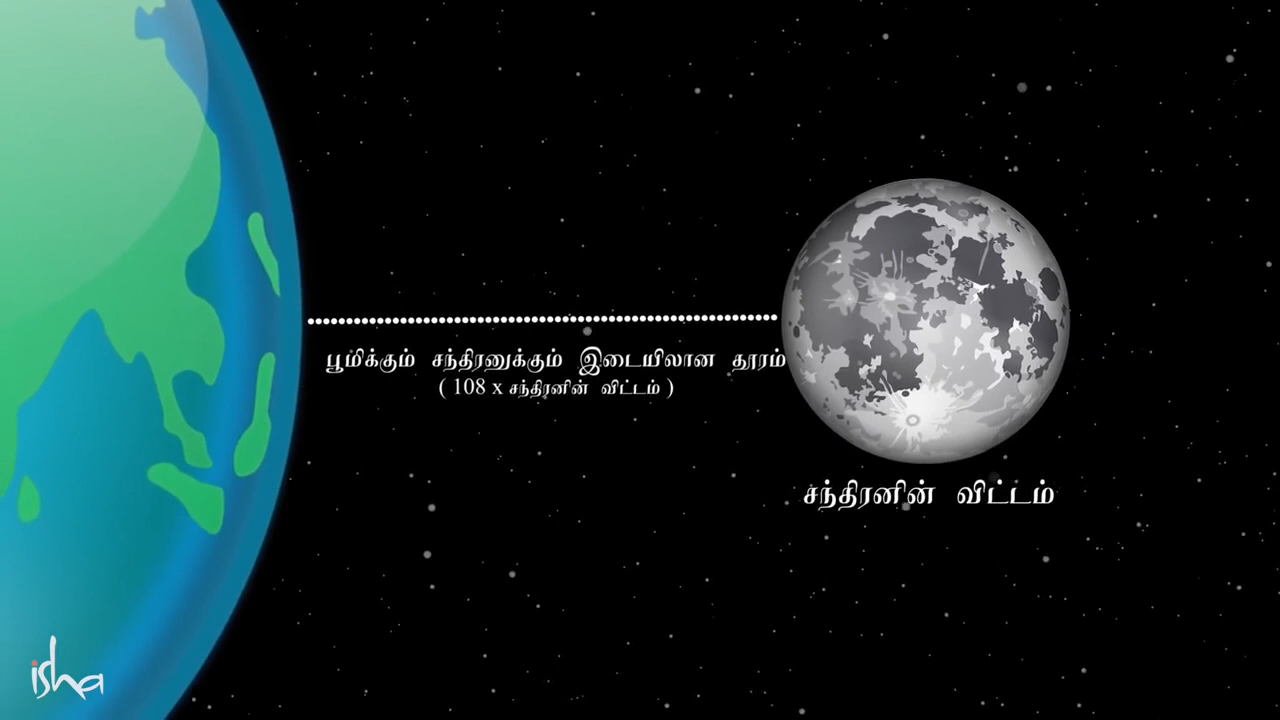 பூமிக்கும் சந்திரனுக்கும் இடையிலான தூரம்
( 108 x சந்திரனின் விட்டம் )
சந்திரனின் விட்டம்
isha